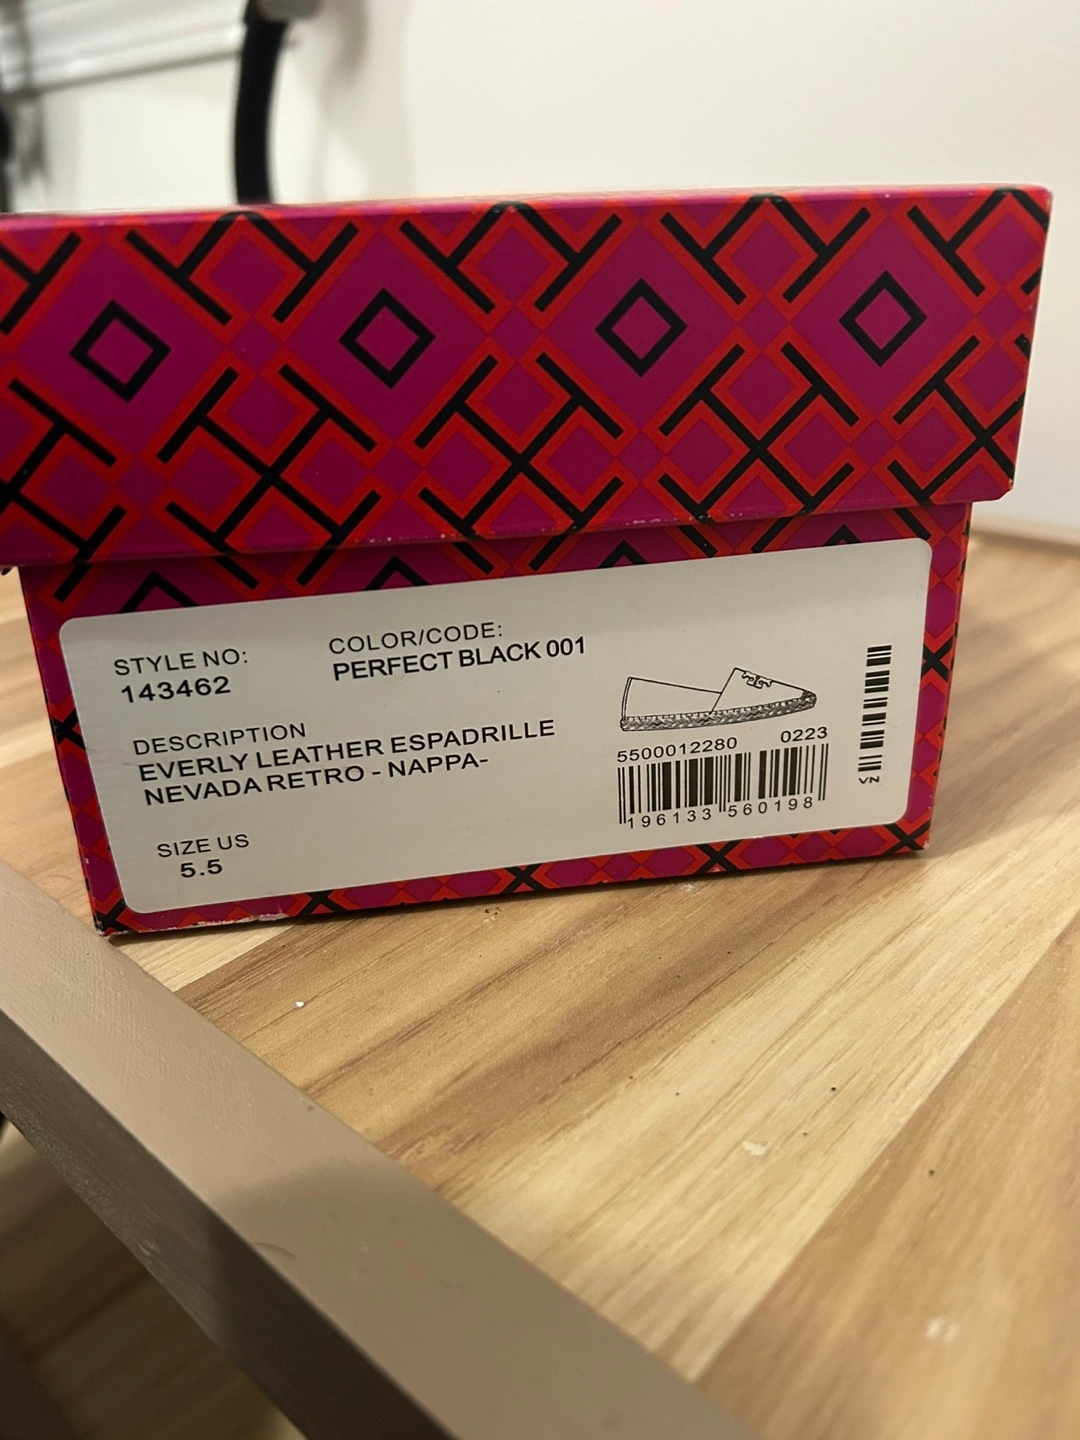 STYLE NO:
143462
COLOR/CODE:
PERFECT BLACK 001
DESCRIPTION
EVERLY LEATHER ESPADRILLE
NEVADA RETRO - NAPPA-
SIZE US
5.5
5500012280 0223
196133 560198
VN